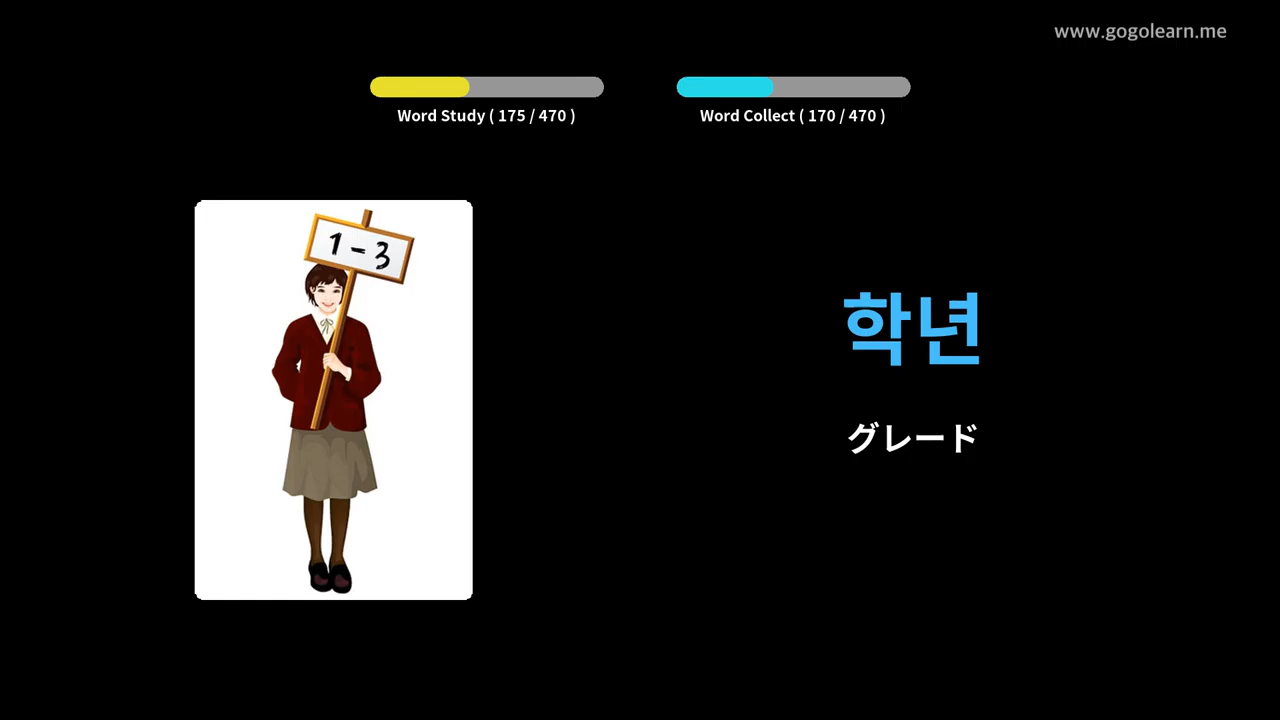 www.gogolearn.me
Word Study ( 175 / 470 )
Word Collect ( 170 / 470 )
1 - 3
학년
グレード